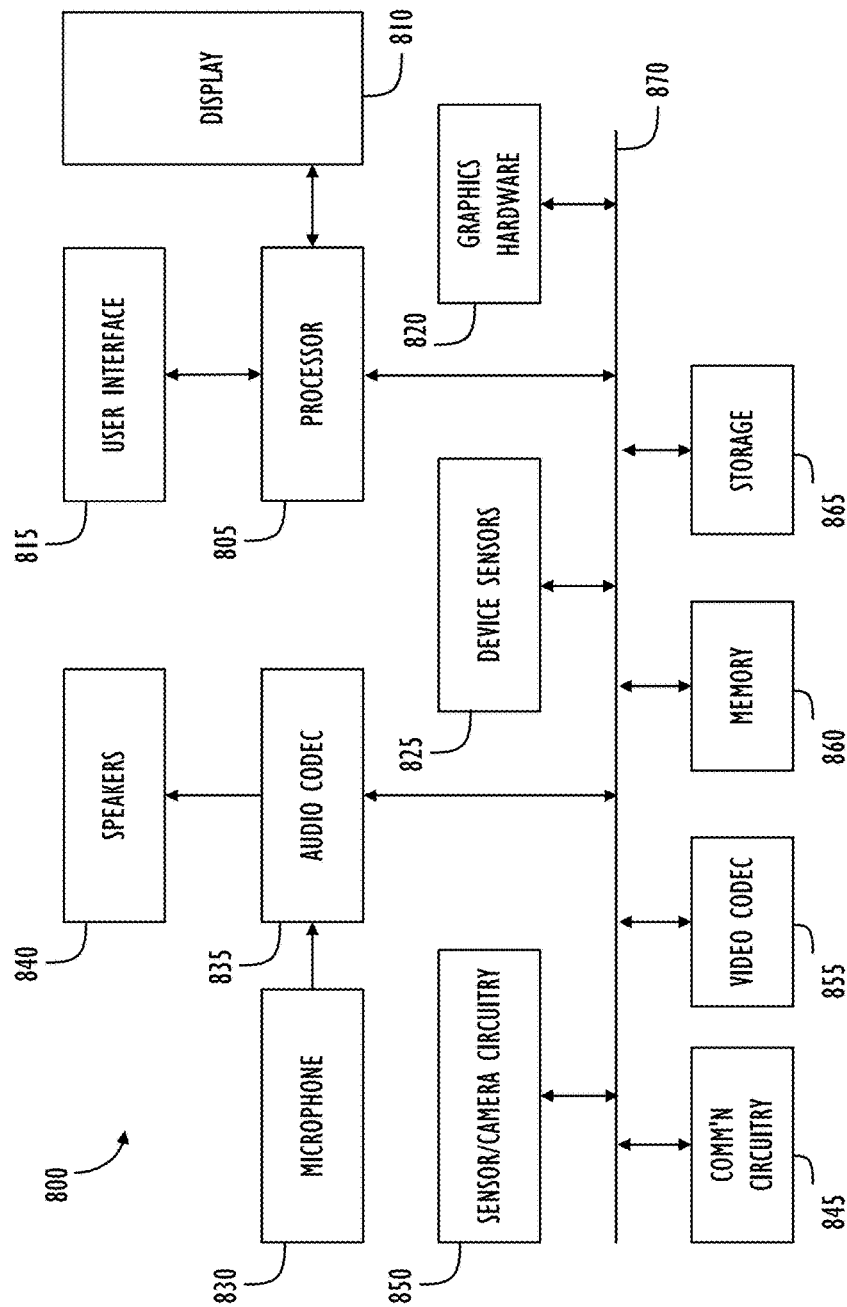 800
MICROPHONE
830
AUDIO CODEC
835
SPEAKERS
840
USER INTERFACE
815
PROCESSOR
805
DISPLAY
810
SENSOR/CAMERA CIRCUITRY
850
DEVICE SENSORS
825
GRAPHICS
HARDWARE
820
870
COMM'N
CIRCUITRY
845
VIDEO CODEC
855
MEMORY
860
STORAGE
865